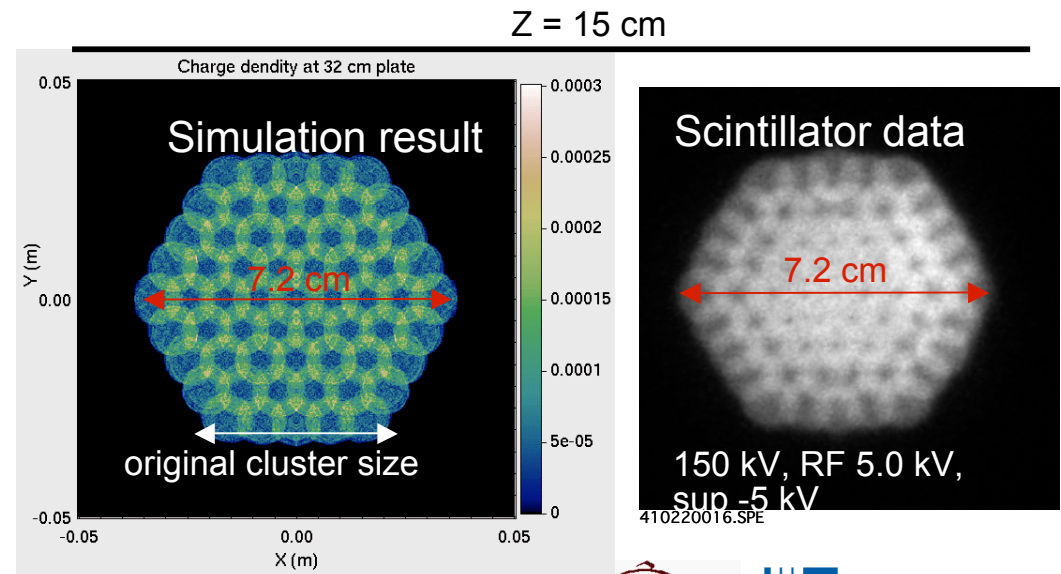 Z = 15 cm
Charge dendity at 32 cm plate
0.05
0.00
-0.05
Y (m)
Simulation result
7.2 cm
original cluster size
-0.05
0.00
0.05
X (m)
0.0003
0.00025
0.0002
0.00015
0.0001
5e-05
0
Scintillator data
7.2 cm
150 kV, RF 5.0 kV,
sup -5 kV
410220016.SPE